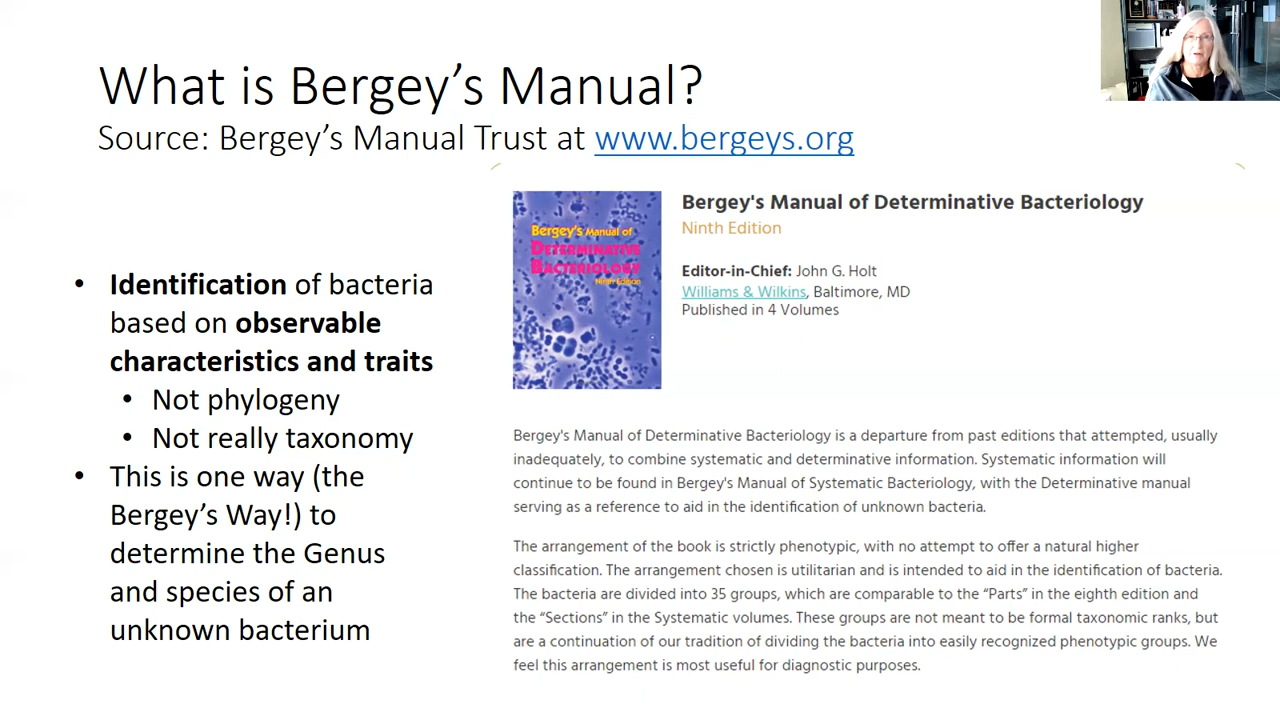 What is Bergey’s Manual?
Source: Bergey’s Manual Trust at www.bergeys.org
• Identification of bacteria
based on observable
characteristics and traits
• Not phylogeny
• Not really taxonomy
• This is one way (the
Bergey’s Way!) to
determine the Genus
and species of an
unknown bacterium
Bergey's Manual of
DETERMINATIVE
BACTERIOLOGY
Ninth Edition
Bergey's Manual of Determinative Bacteriology
Ninth Edition
Editor-in-Chief: John G. Holt
Williams & Wilkins, Baltimore, MD
Published in 4 Volumes
Bergey's Manual of Determinative Bacteriology is a departure from past editions that attempted, usually
inadequately, to combine systematic and determinative information. Systematic information will
continue to be found in Bergey's Manual of Systematic Bacteriology, with the Determinative manual
serving as a reference to aid in the identification of unknown bacteria.
The arrangement of the book is strictly phenotypic, with no attempt to offer a natural higher
classification. The arrangement chosen is utilitarian and is intended to aid in the identification of bacteria.
The bacteria are divided into 35 groups, which are comparable to the “Parts” in the eighth edition and
the “Sections” in the Systematic volumes. These groups are not meant to be formal taxonomic ranks, but
are a continuation of our tradition of dividing the bacteria into easily recognized phenotypic groups. We
feel this arrangement is most useful for diagnostic purposes.